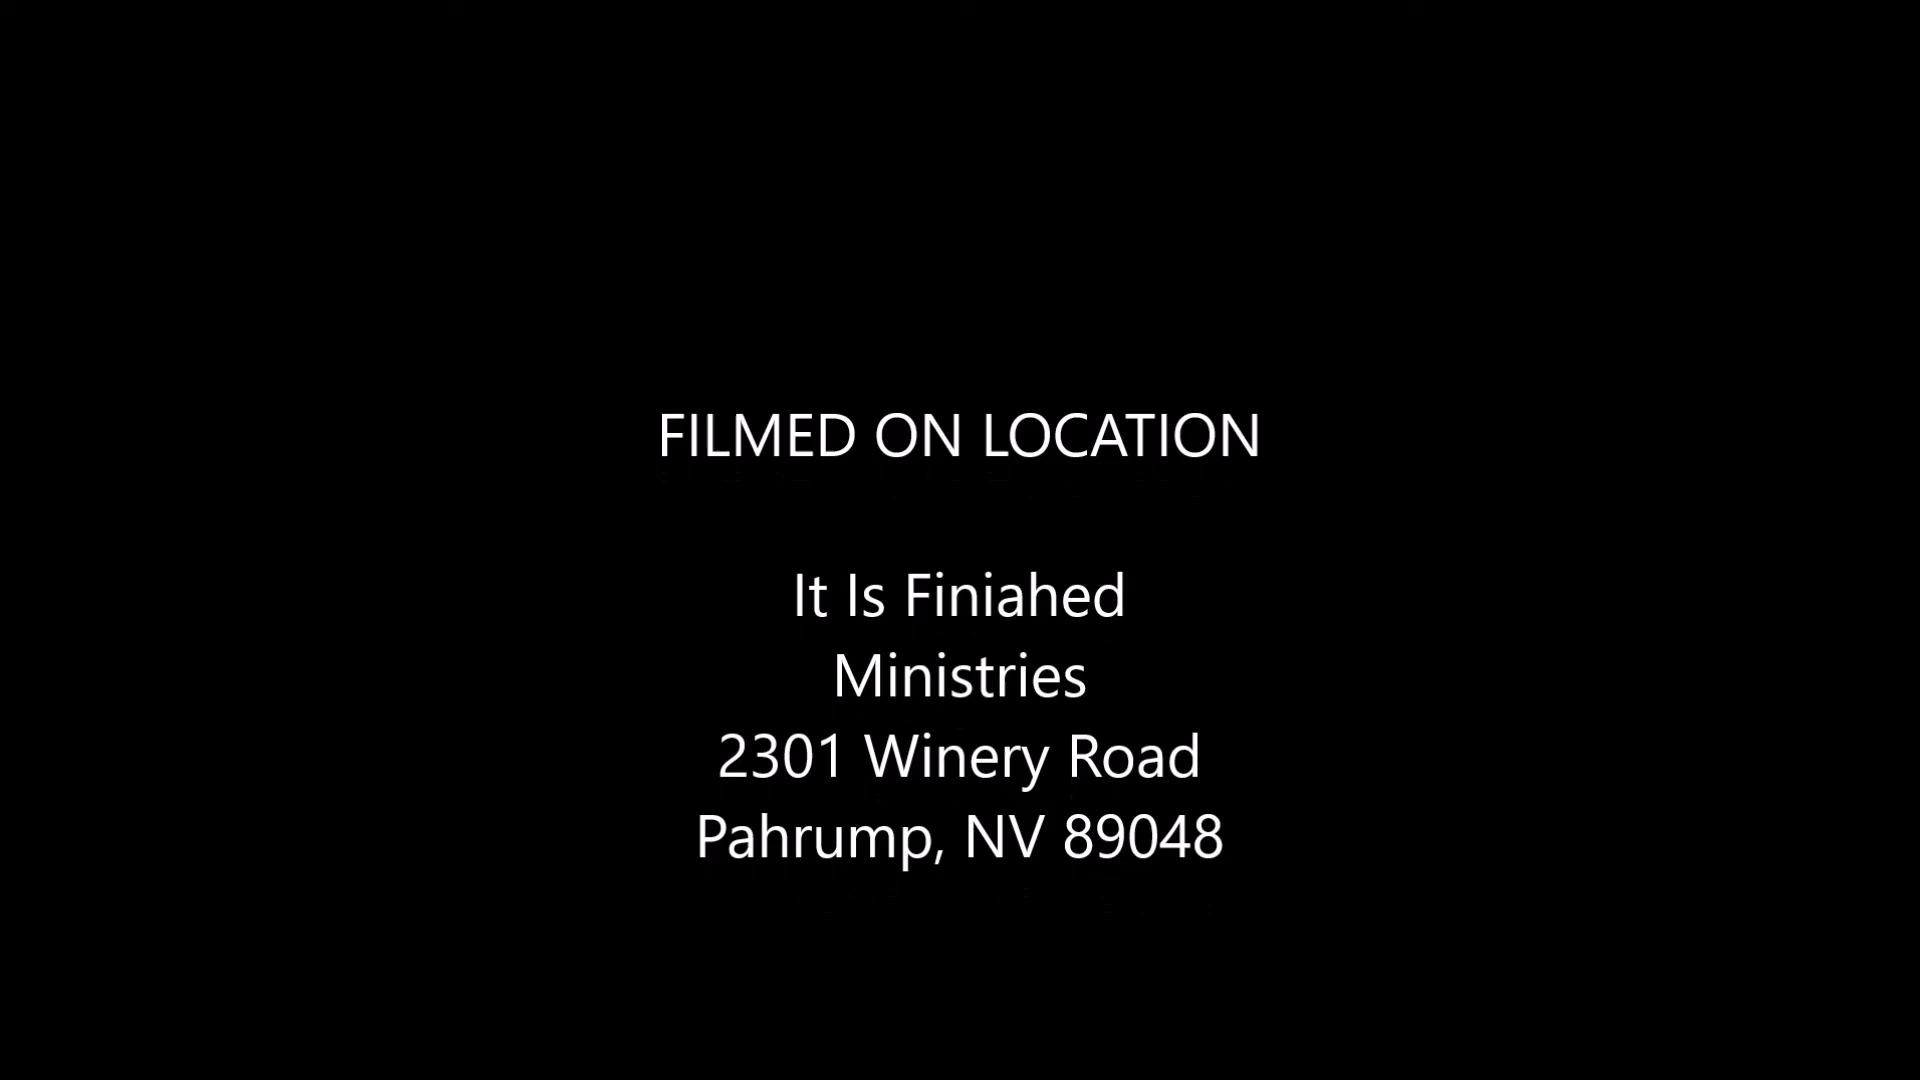 FILMED ON LOCATION
It Is Finiahed
Ministries
2301 Winery Road
Pahrump, NV 89048